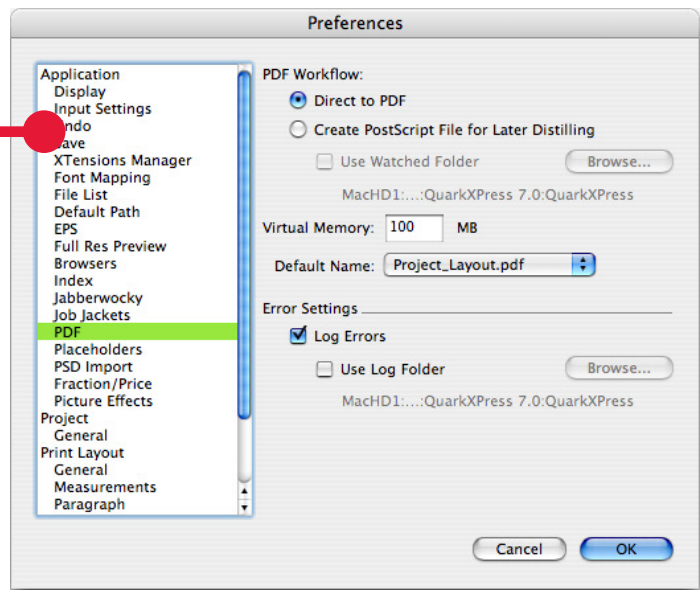 Preferences
Application
Display
Input Settings
XTensions Manager
Font Mapping
File List
Default Path
EPS
Full Res Preview
Browsers
Index
Jabberwocky
Job Jackets
PDF
Placeholders
PSD Import
Fraction/Price
Picture Effects
Project
General
Print Layout
General
Measurements
Paragraph
PDF Workflow:
Direct to PDF
Create PostScript File for Later Distilling
Use Watched Folder Browse...
MacHD1:...:QuarkXPress 7.0:QuarkXPress
Virtual Memory: 100 MB
Default Name: Project_Layout.pdf
Error Settings
Log Errors
Use Log Folder Browse...
MacHD1:...:QuarkXPress 7.0:QuarkXPress
Cancel OK